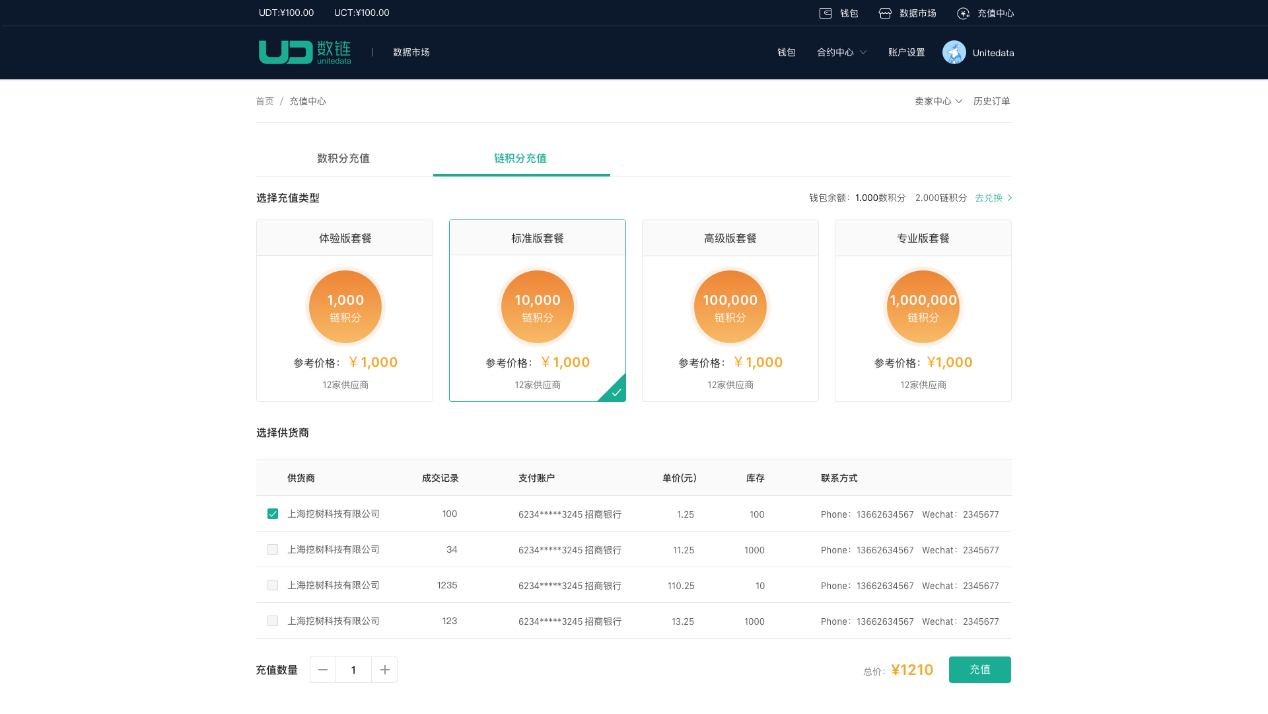 UDT:¥100.00 UCT:¥100.00 钱包 数据市场 充值中心
UD 数链 unitedata 数据市场 钱包 合约中心 账户设置 Unitedata
首页 / 充值中心 卖家中心 历史订单
数积分充值 链积分充值
选择充值类型 钱包余额：1.000数积分 2.000链积分 去兑换
体验版套餐 标准版套餐 高级版套餐 专业版套餐
1,000 10,000 100,000 1,000,000
链积分 链积分 链积分 链积分
参考价格：￥1,000 参考价格：￥1,000 参考价格：￥1,000 参考价格：¥1,000
12家供应商 12家供应商 12家供应商 12家供应商
选择供货商
供货商 成交记录 支付账户 单价(元) 库存 联系方式
上海挖树科技有限公司 100 6234*****3245 招商银行 1.25 100 Phone：13662634567 Wechat：2345677
上海挖树科技有限公司 34 6234*****3245 招商银行 11.25 1000 Phone：13662634567 Wechat：2345677
上海挖树科技有限公司 1235 6234*****3245 招商银行 110.25 10 Phone：13662634567 Wechat：2345677
上海挖树科技有限公司 123 6234*****3245 招商银行 13.25 1000 Phone：13662634567 Wechat：2345677
充值数量 1 总价：¥1210 充值